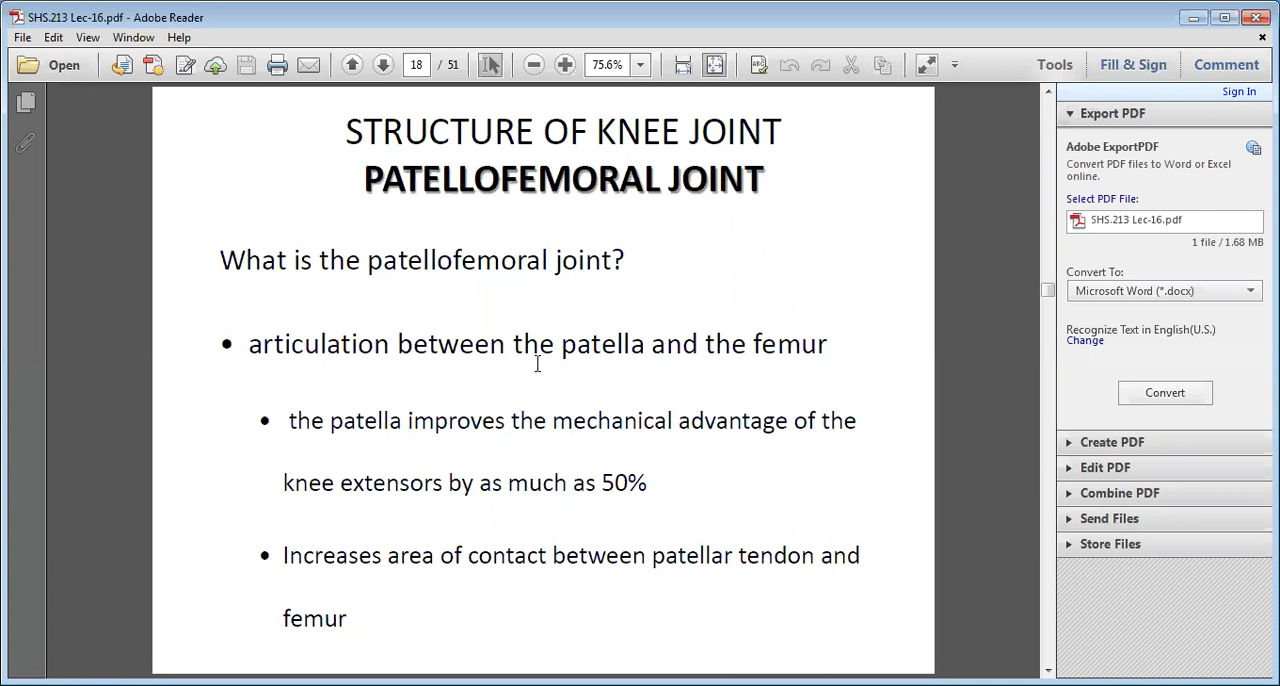 SHS.213 Lec-16.pdf - Adobe Reader
File Edit View Window Help
Open 18 / 51 75.6% Tools Fill & Sign Comment
Sign In
Export PDF
Adobe ExportPDF
Convert PDF files to Word or Excel
online.
Select PDF File:
SHS.213 Lec-16.pdf
1 file / 1.68 MB
Convert To:
Microsoft Word (*.docx)
Recognize Text in English(U.S.)
Change
Convert
Create PDF
Edit PDF
Combine PDF
Send Files
Store Files
STRUCTURE OF KNEE JOINT
PATELLOFEMORAL JOINT
What is the patellofemoral joint?
• articulation between the patella and the femur
• the patella improves the mechanical advantage of the
knee extensors by as much as 50%
• Increases area of contact between patellar tendon and
femur